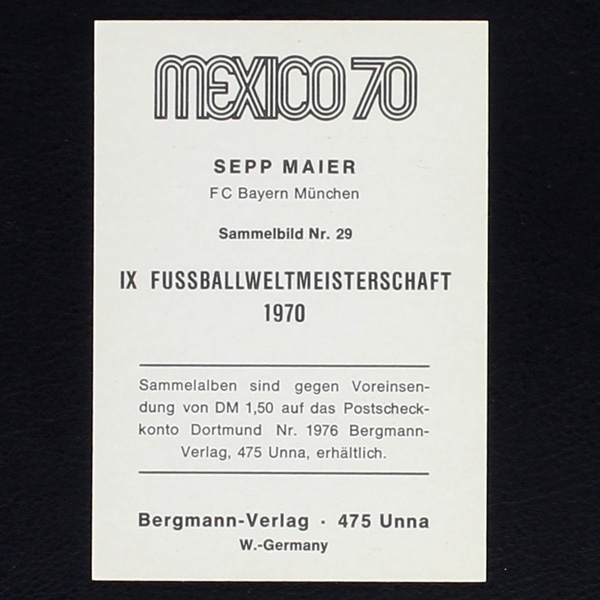 MEXICO 70
SEPP MAIER
FC Bayern München
Sammelbild Nr. 29
IX FUSSBALLWELTMEISTERSCHAFT
1970
Sammelalben sind gegen Voreinsen-
dung von DM 1,50 auf das Postscheck-
konto Dortmund Nr. 1976 Bergmann-
Verlag, 475 Unna, erhältlich.
Bergmann-Verlag · 475 Unna
W.-Germany